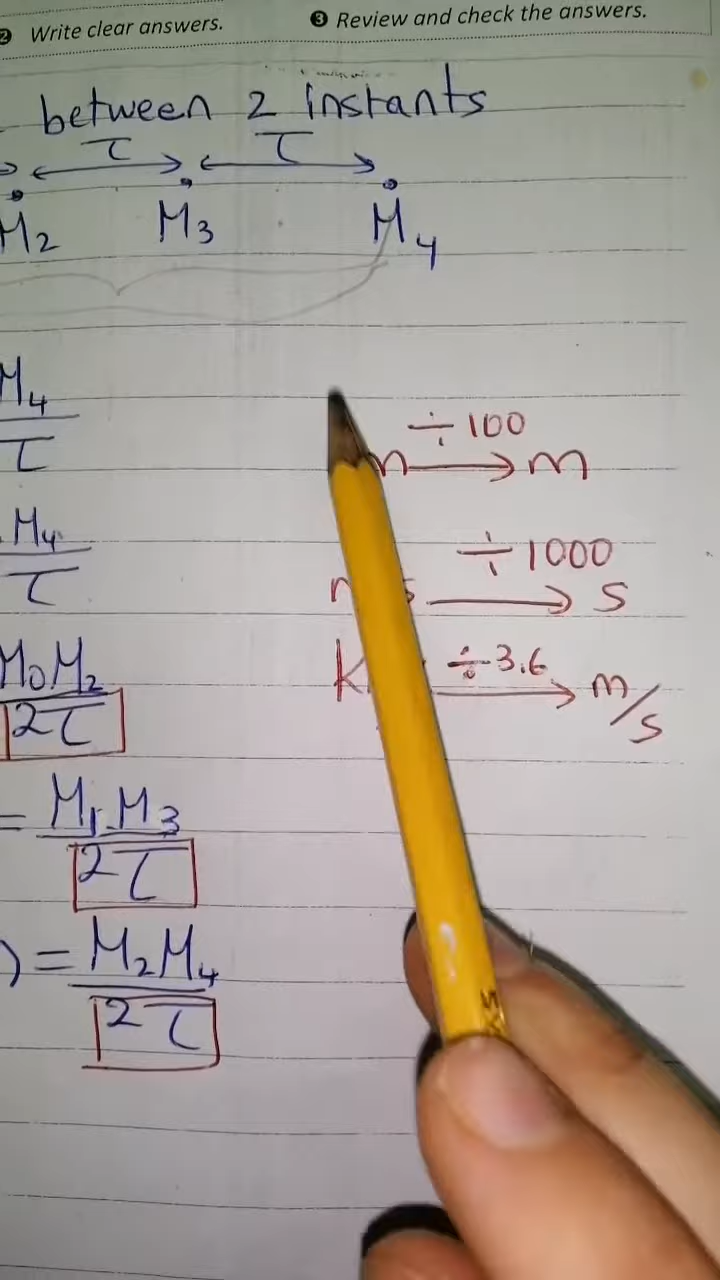 ❷ Write clear answers. ❸ Review and check the answers.
between 2 instants
τ τ
M2 M3 M4
M4
τ
M4
τ
M0M2
2τ
= M1M3
2τ
) = M2M4
2τ
÷100
→ m
÷1000
→ s
÷3.6
→ m/s